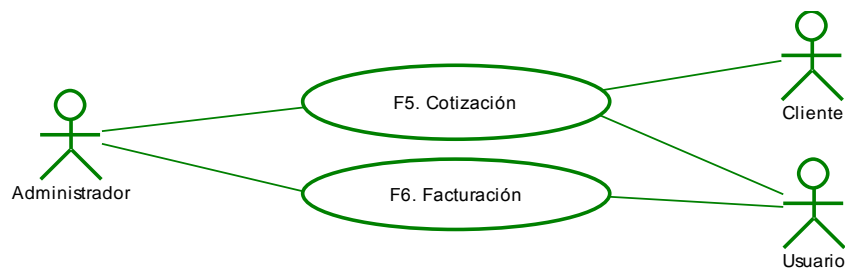 F5. Cotización
Cliente
Administrador
F6. Facturación
Usuario